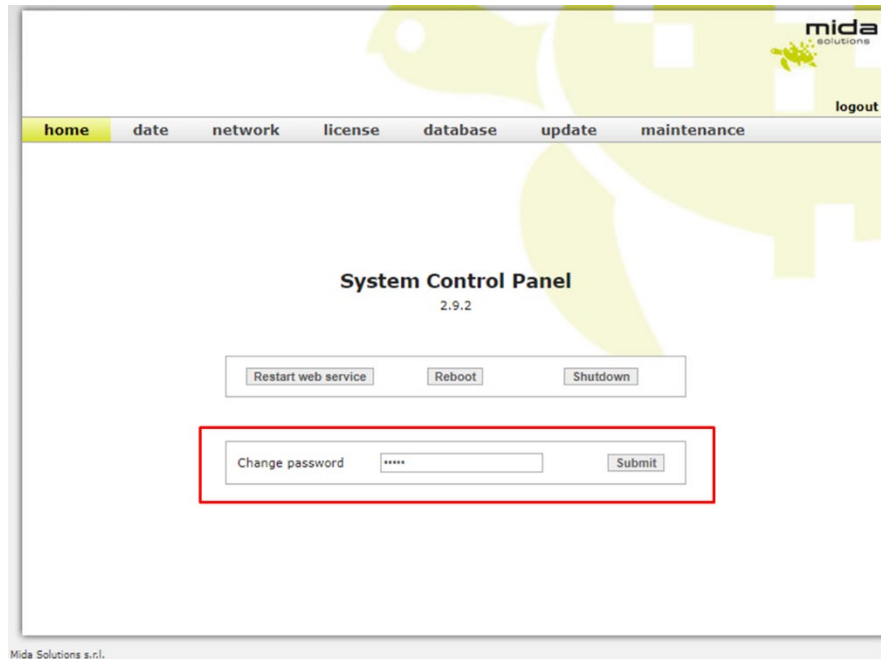 mida
solutions
logout
home date network license database update maintenance
System Control Panel
2.9.2
Restart web service Reboot Shutdown
Change password ••••• Submit
Mida Solutions s.r.l.